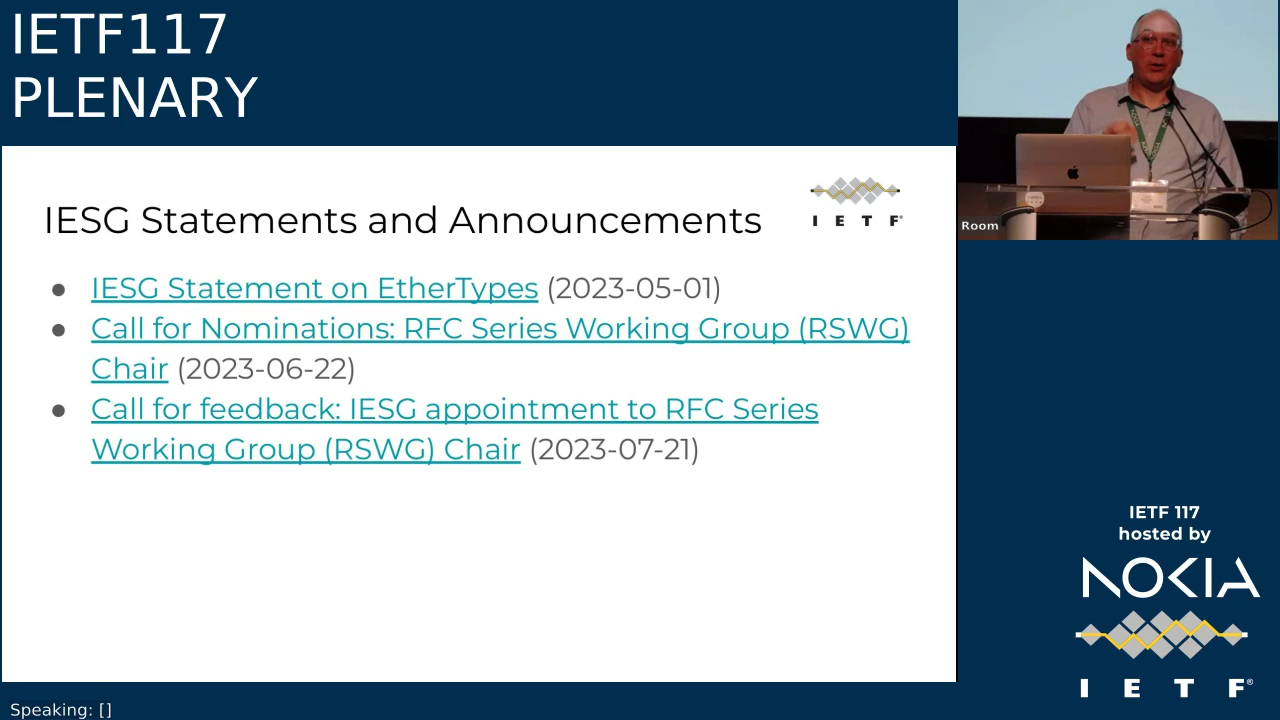 IETF117
PLENARY
IESG Statements and Announcements
I E T F®
● IESG Statement on EtherTypes (2023-05-01)
● Call for Nominations: RFC Series Working Group (RSWG)
Chair (2023-06-22)
● Call for feedback: IESG appointment to RFC Series
Working Group (RSWG) Chair (2023-07-21)
Room
IETF 117
hosted by
NOKIA
I E T F®
Speaking: []